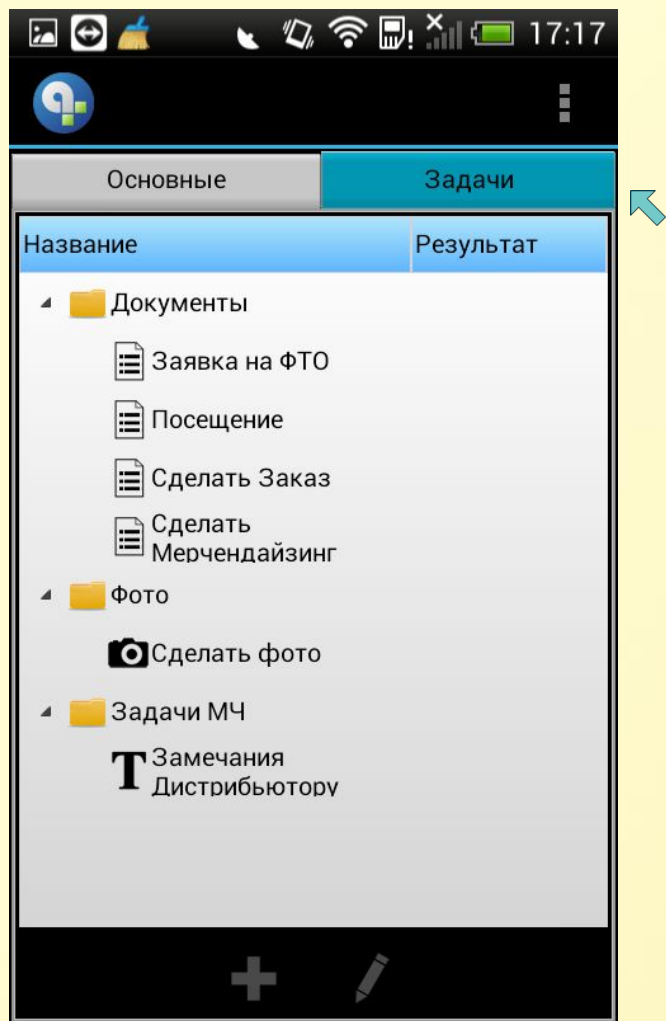 17:17
Основные Задачи
Название Результат
Документы
Заявка на ФТО
Посещение
Сделать Заказ
Сделать
Мерчендайзинг
Фото
Сделать фото
Задачи МЧ
Замечания
Дистрибьютору